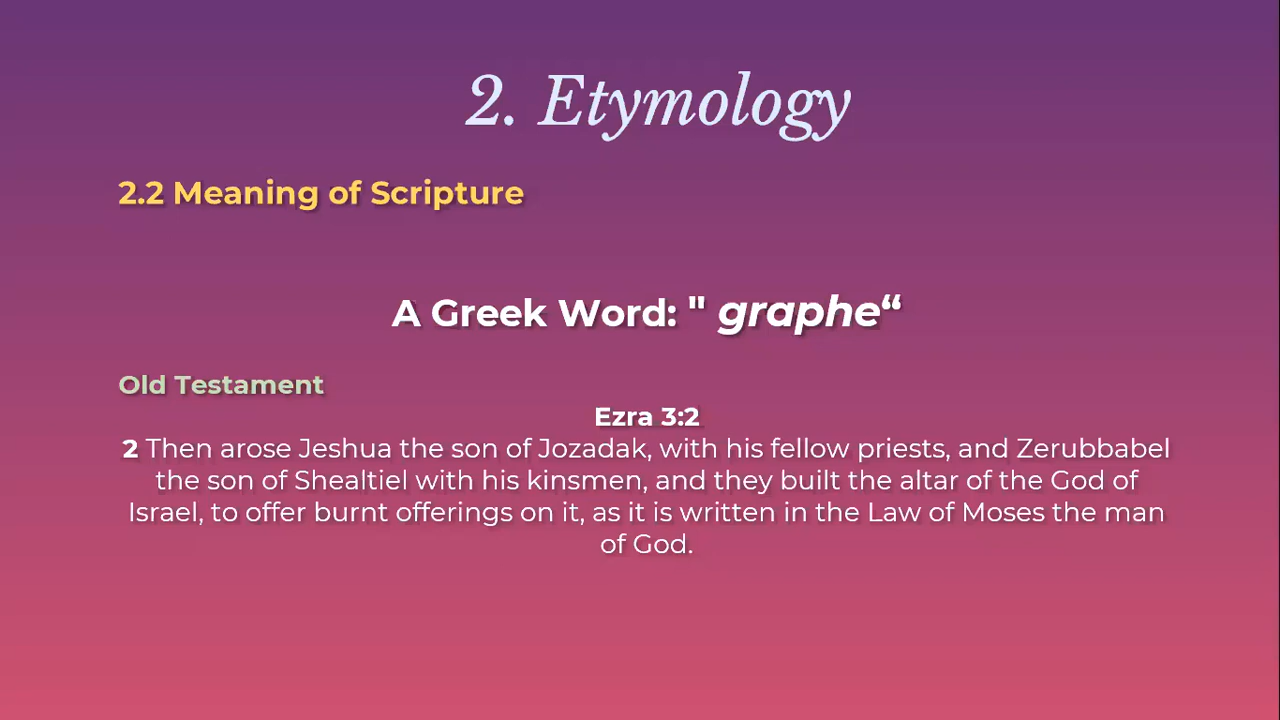 2. Etymology
2.2 Meaning of Scripture
A Greek Word: " graphe“
Old Testament
Ezra 3:2
2 Then arose Jeshua the son of Jozadak, with his fellow priests, and Zerubbabel
the son of Shealtiel with his kinsmen, and they built the altar of the God of
Israel, to offer burnt offerings on it, as it is written in the Law of Moses the man
of God.